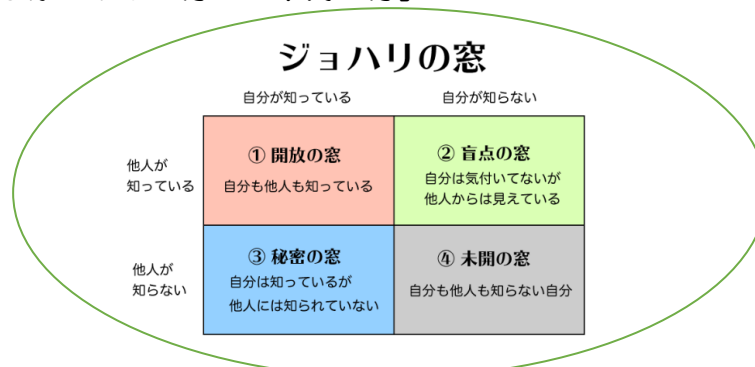 ジョハリの窓
自分が知っている
自分が知らない
他人が
知っている
① 開放の窓
自分も他人も知っている
② 盲点の窓
自分は気付いてないが
他人からは見えている
他人が
知らない
③ 秘密の窓
自分は知っているが
他人には知られていない
④ 未開の窓
自分も他人も知らない自分